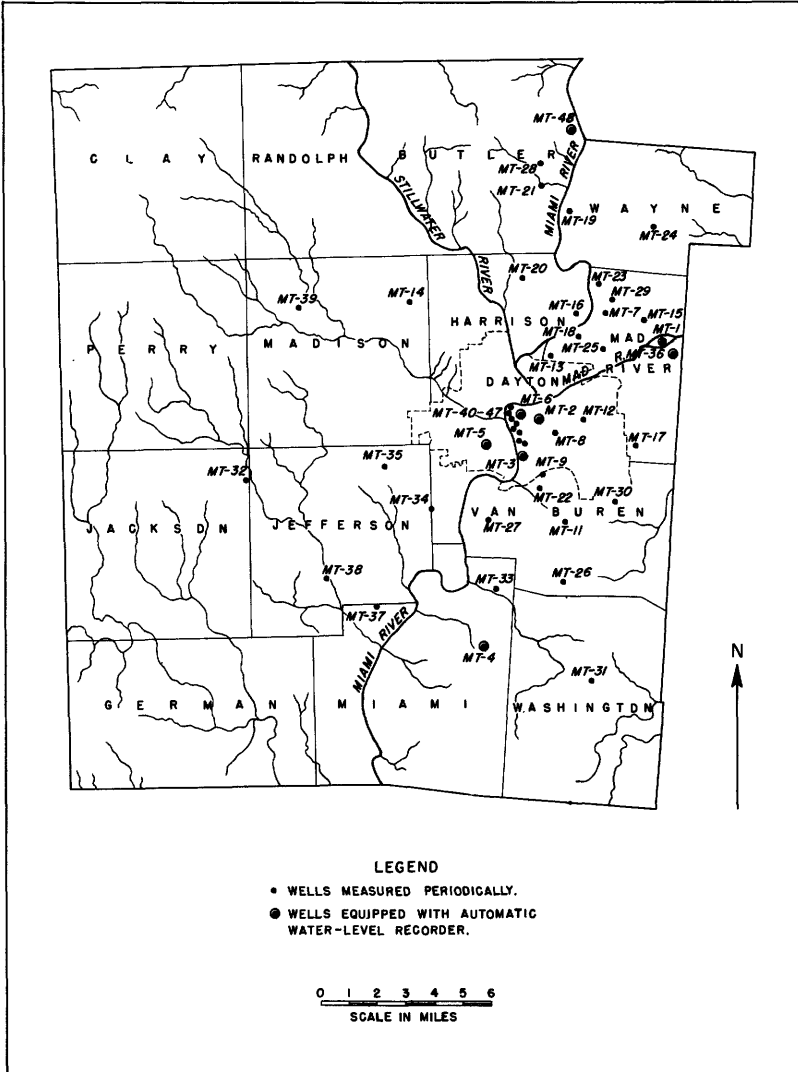 MT-48
CLAY
RANDOLPH
BUTLER
MT-28
MT-21
STILLWATER
RIVER
MIAMI RIVER
MT-19
WAYNE
MT-24
MT-20
MT-23
MT-29
MT-39
MT-14
MT-16
MT-7
MT-15
HARRISON
MT-18
MAD
MT-1
PERRY
MADISON
MT-25
MT-36
MT-13
RIVER
DAYTON
MAD R.
MT-6
MT-40-47
MT-2
MT-12
MT-5
MT-8
MT-17
MT-3
MT-9
MT-35
MT-32
MT-22
MT-30
MT-34
VAN BUREN
JACKSON
JEFFERSON
MT-27
MT-11
MT-38
MT-33
MT-26
MT-37
MIAMI RIVER
MT-4
MT-31
GERMAN
MIAMI
WASHINGTON
N
LEGEND
WELLS MEASURED PERIODICALLY.
WELLS EQUIPPED WITH AUTOMATIC
WATER-LEVEL RECORDER.
0 1 2 3 4 5 6
SCALE IN MILES